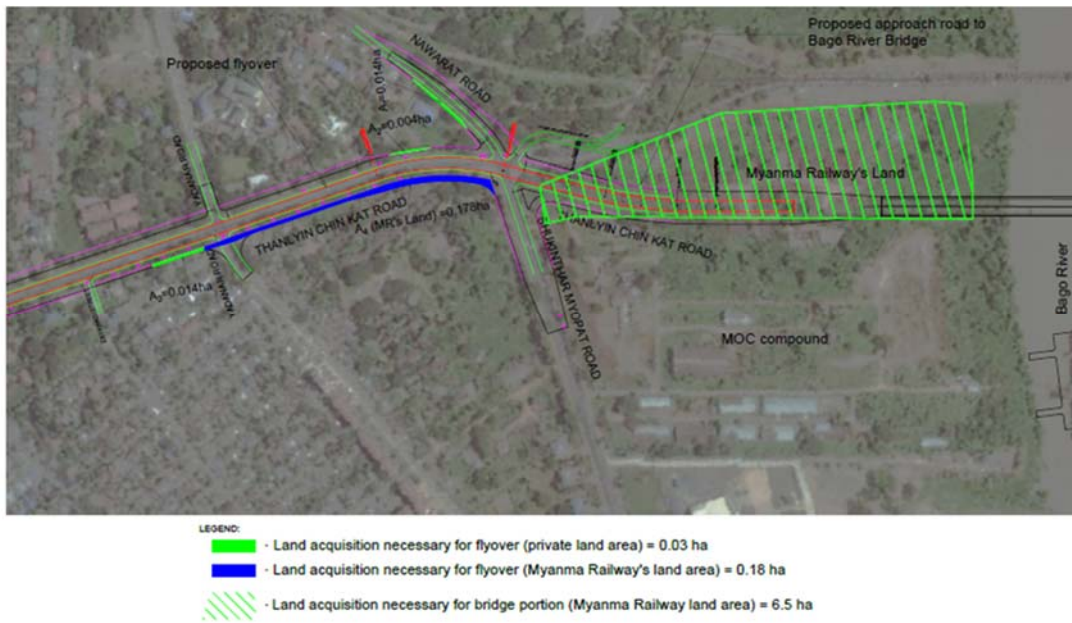 Proposed approach road to
Bago River Bridge
Proposed flyover
NAWARAT ROAD
=0.014ha
=0.004ha
Myanma Railway's Land
THANLYIN CHIN KAT ROAD
(MR's Land) =0.178ha
THANLYIN CHIN KAT ROAD
SHUKINTHAR MYOPAT ROAD
=0.014ha
MOC compound
Bago River
LEGEND:
- Land acquisition necessary for flyover (private land area) = 0.03 ha
- Land acquisition necessary for flyover (Myanma Railway's land area) = 0.18 ha
- Land acquisition necessary for bridge portion (Myanma Railway land area) = 6.5 ha